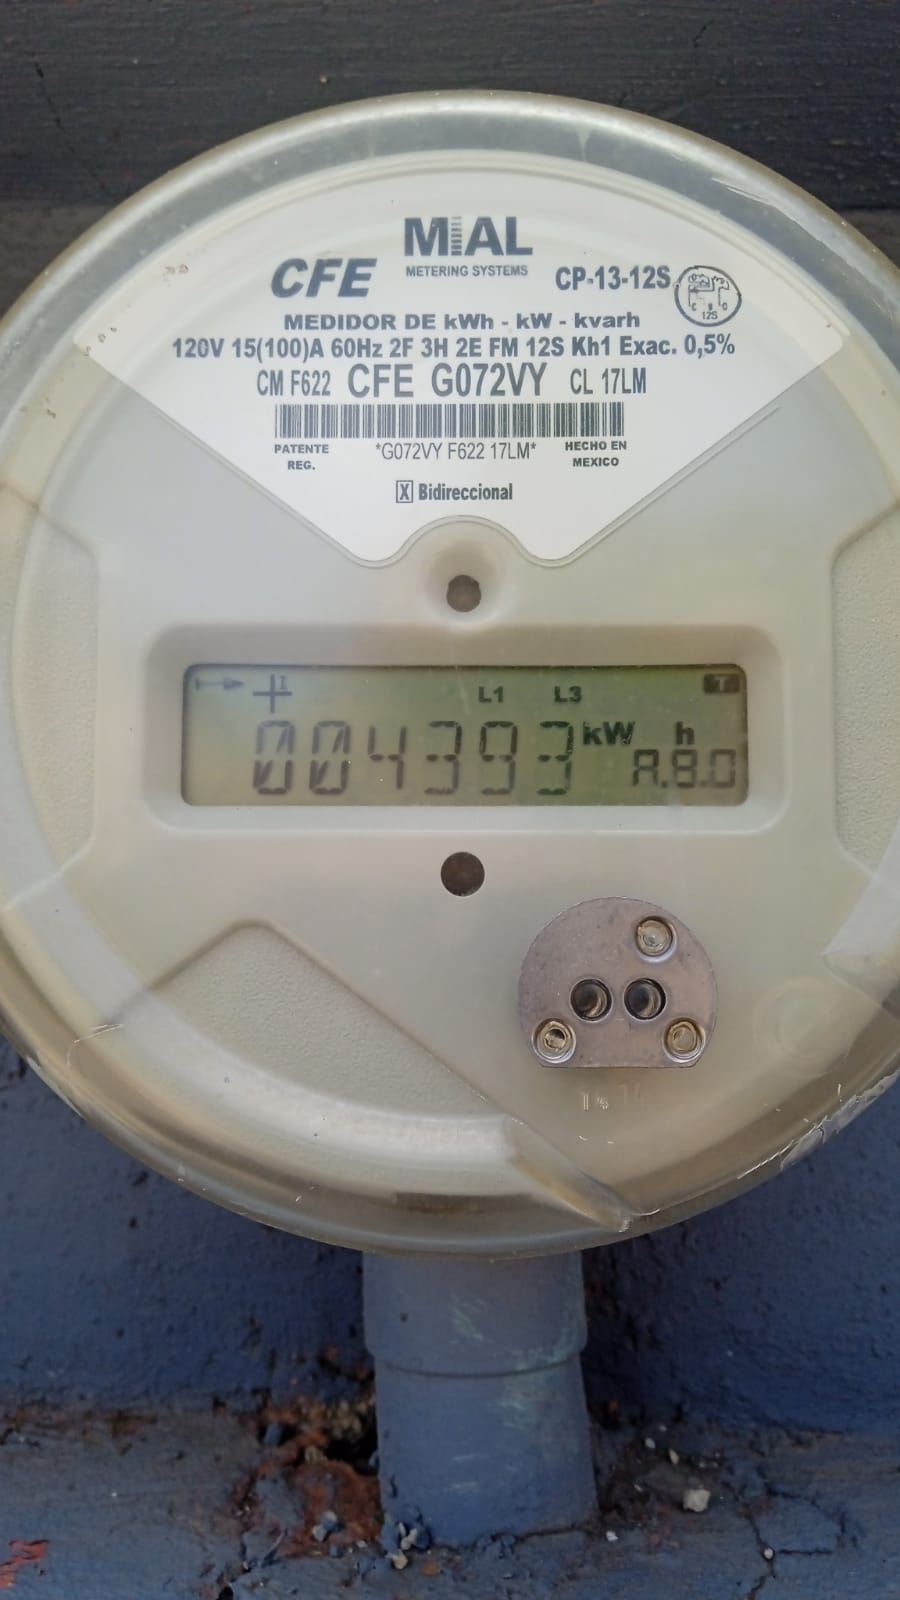 MIAL
METERING SYSTEMS
CFE
CP-13-12S
12S
MEDIDOR DE kWh - kW - kvarh
120V 15(100)A 60Hz 2F 3H 2E FM 12S Kh1 Exac. 0,5%
CM F622 CFE G072VY CL 17LM
PATENTE REG.
*G072VY F622 17LM*
HECHO EN MEXICO
X Bidireccional
L1 L3 T
004393 kW h A.8.0